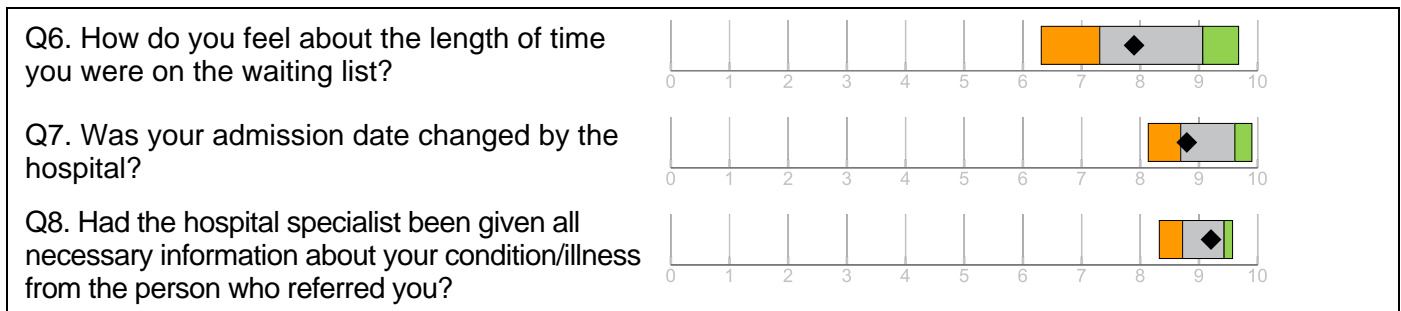 Q6. How do you feel about the length of time
you were on the waiting list?
0 1 2 3 4 5 6 7 8 9 10
Q7. Was your admission date changed by the
hospital?
0 1 2 3 4 5 6 7 8 9 10
Q8. Had the hospital specialist been given all
necessary information about your condition/illness
from the person who referred you?
0 1 2 3 4 5 6 7 8 9 10